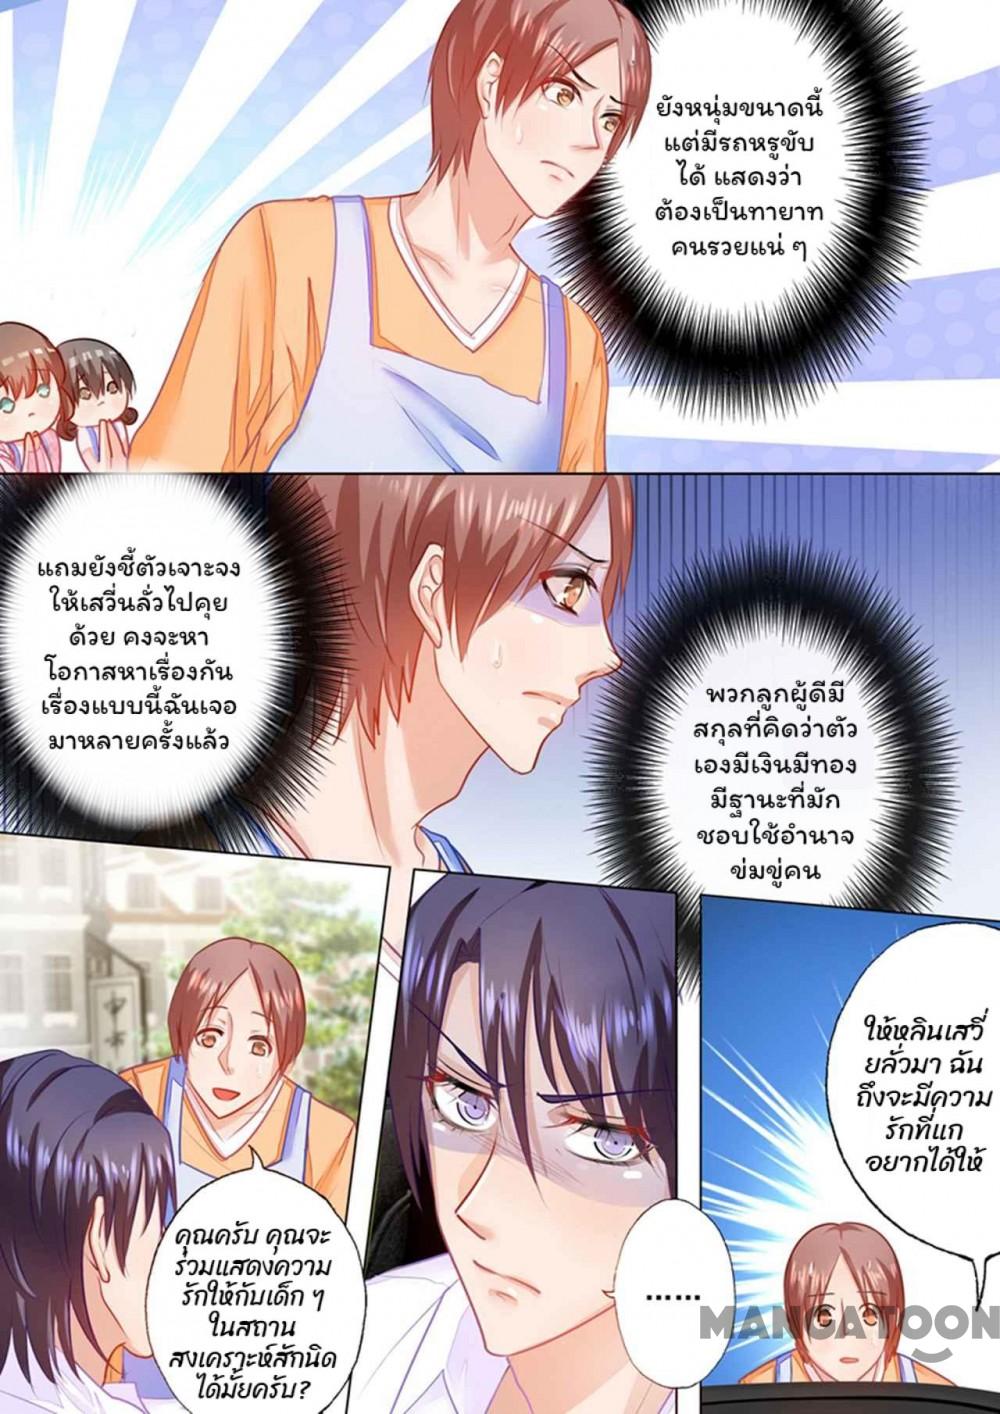 ยังหนุ่มขนาดนี้
แต่มีรถหรูขับ
ได้ แสดงว่า
ต้องเป็นทายาท
คนรวยแน่ ๆ
แถมยังชี้ตัวเจาะจง
ให้เสวี่นลั่วไปคุย
ด้วย คงจะหา
โอกาสหาเรื่องกัน
เรื่องแบบนี้ฉันเจอ
มาหลายครั้งแล้ว
พวกลูกผู้ดีมี
สกุลที่คิดว่าตัว
เองมีเงินมีทอง
มีฐานะที่มัก
ชอบใช้อำนาจ
ข่มขู่คน
คุณครับ คุณจะ
ร่วมแสดงความ
รักให้กับเด็ก ๆ
ในสถาน
สงเคราะห์สักนิด
ได้มั้ยครับ?
......
ให้หลินเสวี่
ยลั่วมา ฉัน
ถึงจะมีความ
รักที่แก
อยากได้ให้
MANGATOON